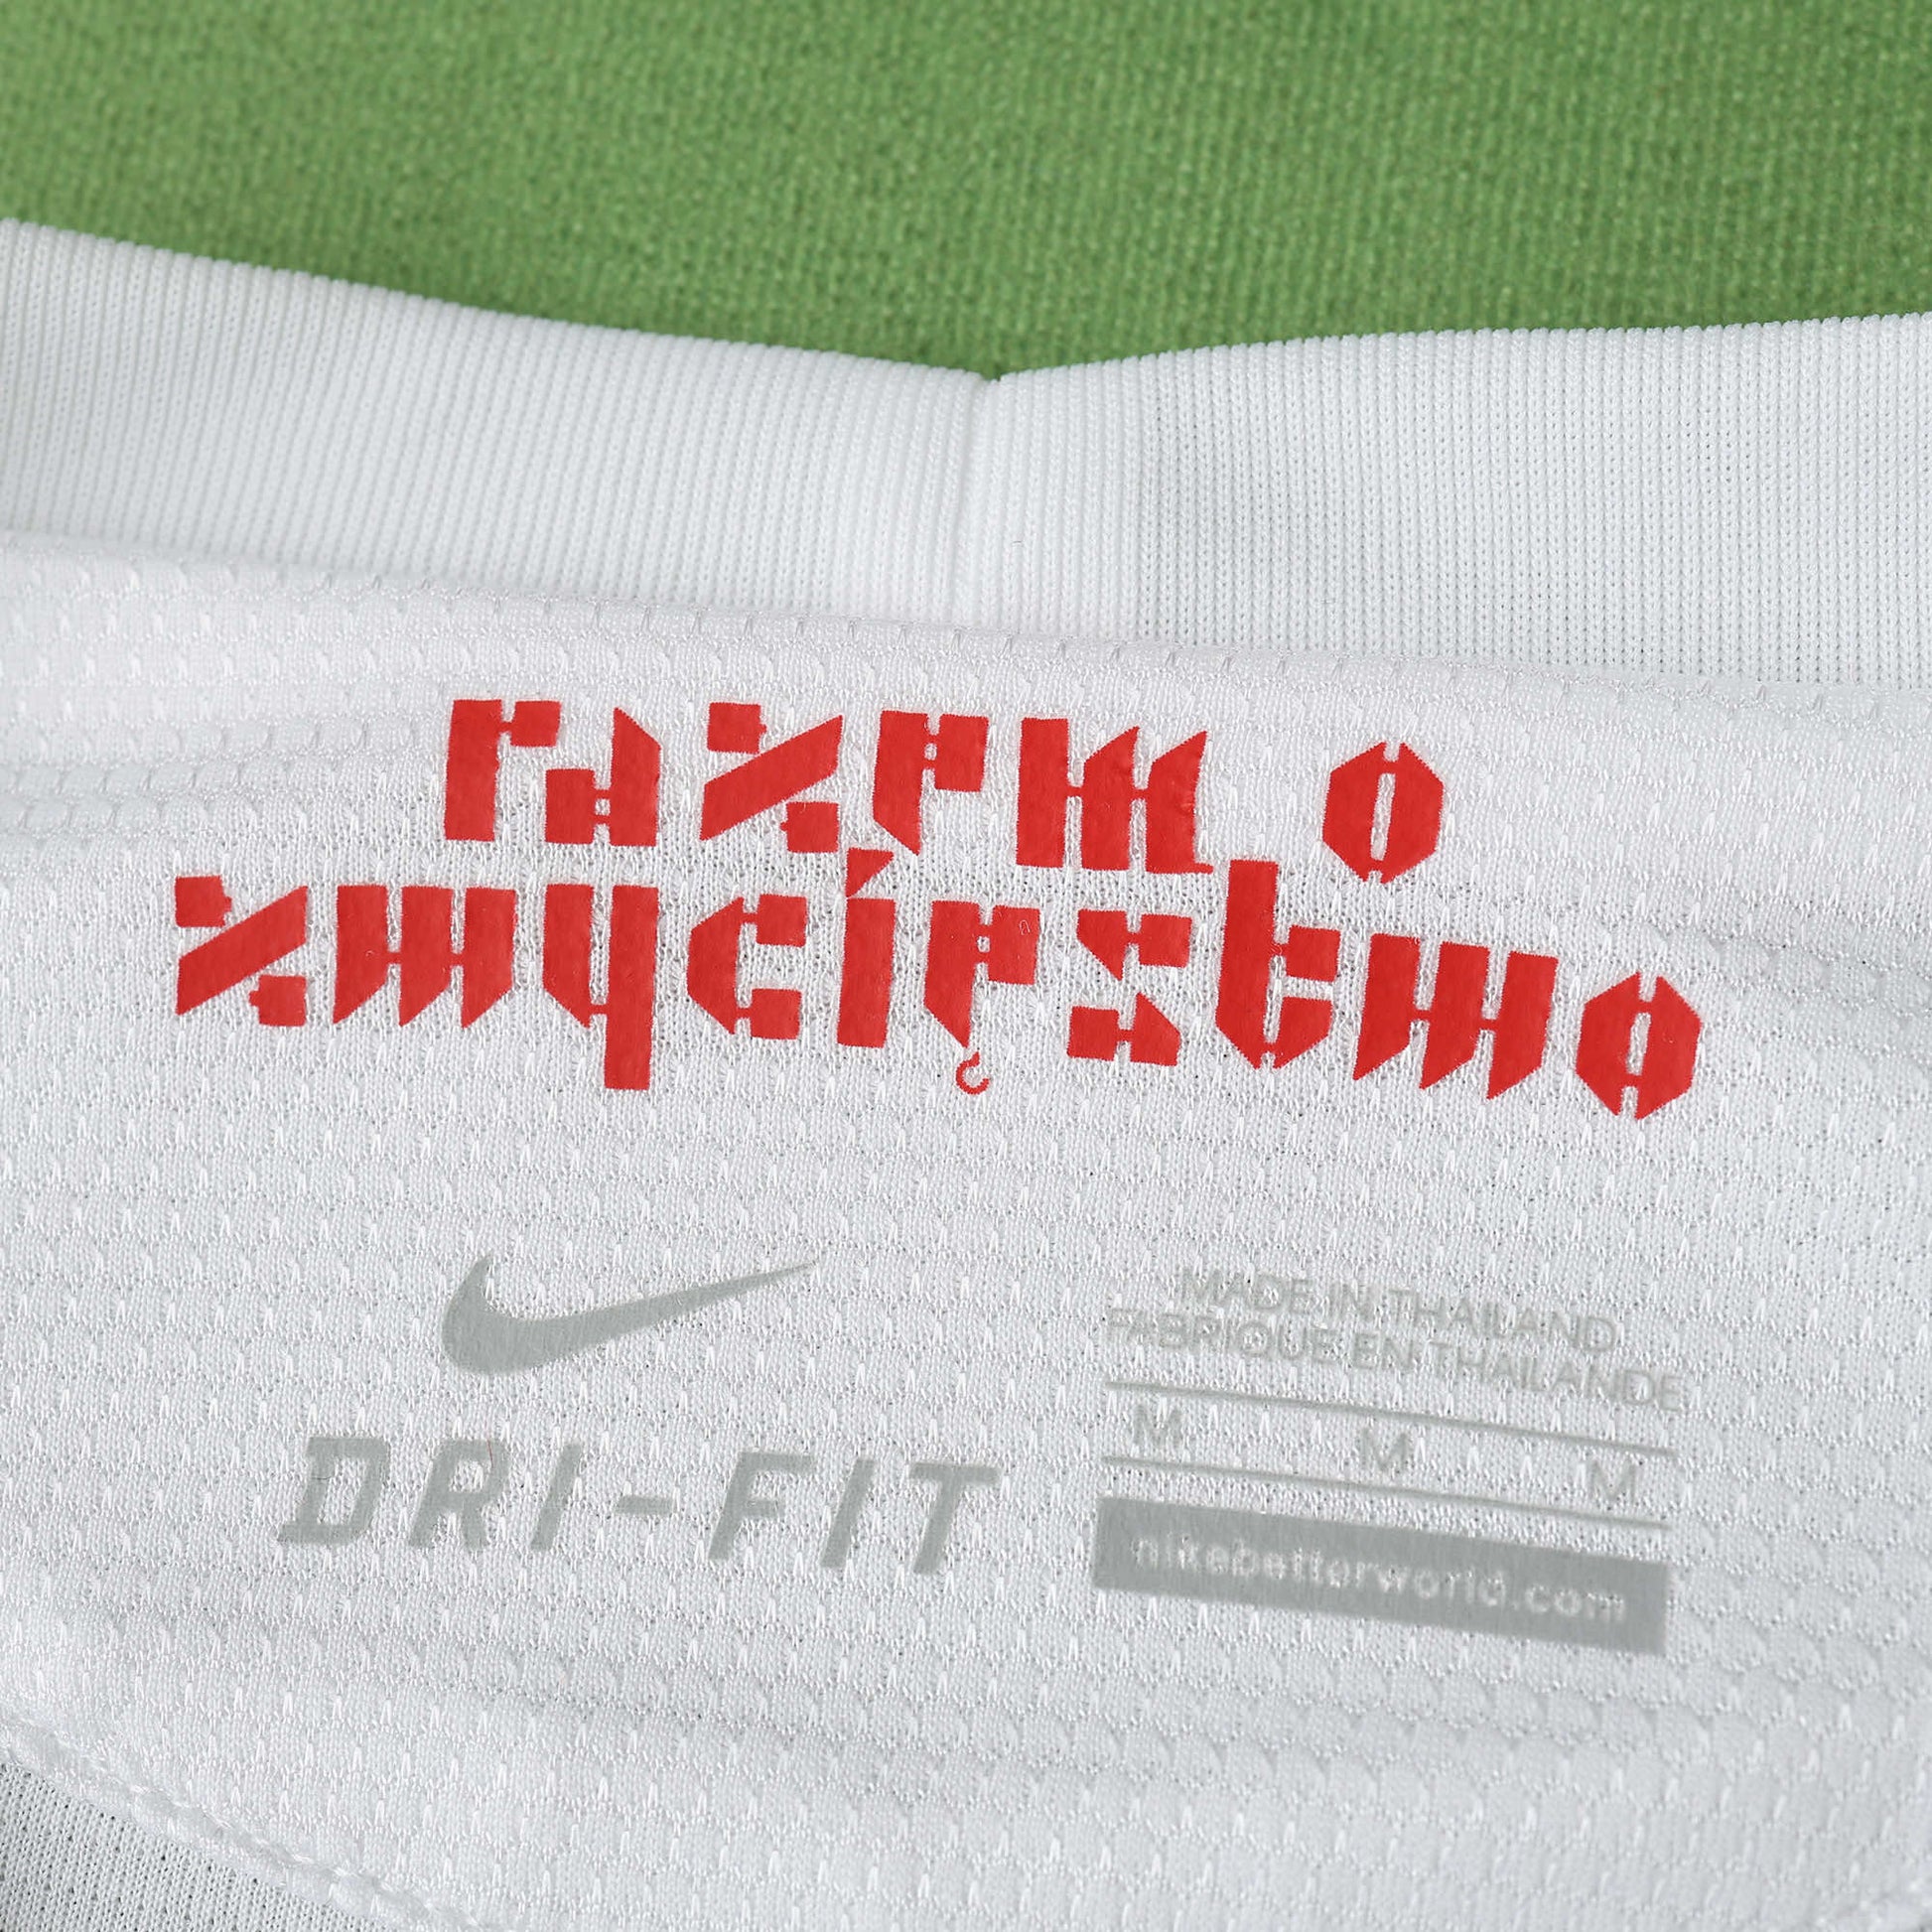 razem o
zwycięstwo
DRI-FIT
MADE IN THAILAND
FABRIQUE EN THAILANDE
M M M
nikebetterworld.com